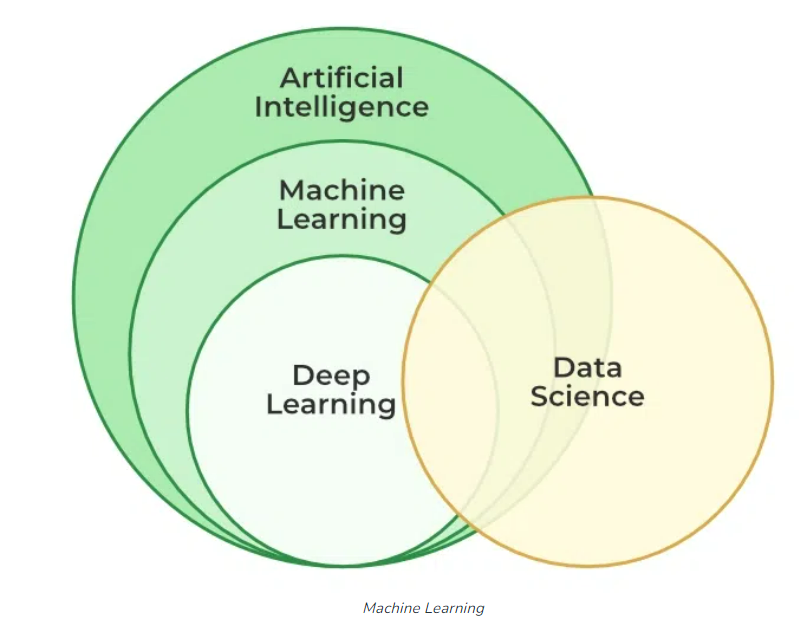 Artificial
Intelligence
Machine
Learning
Deep
Learning
Data
Science
Machine Learning